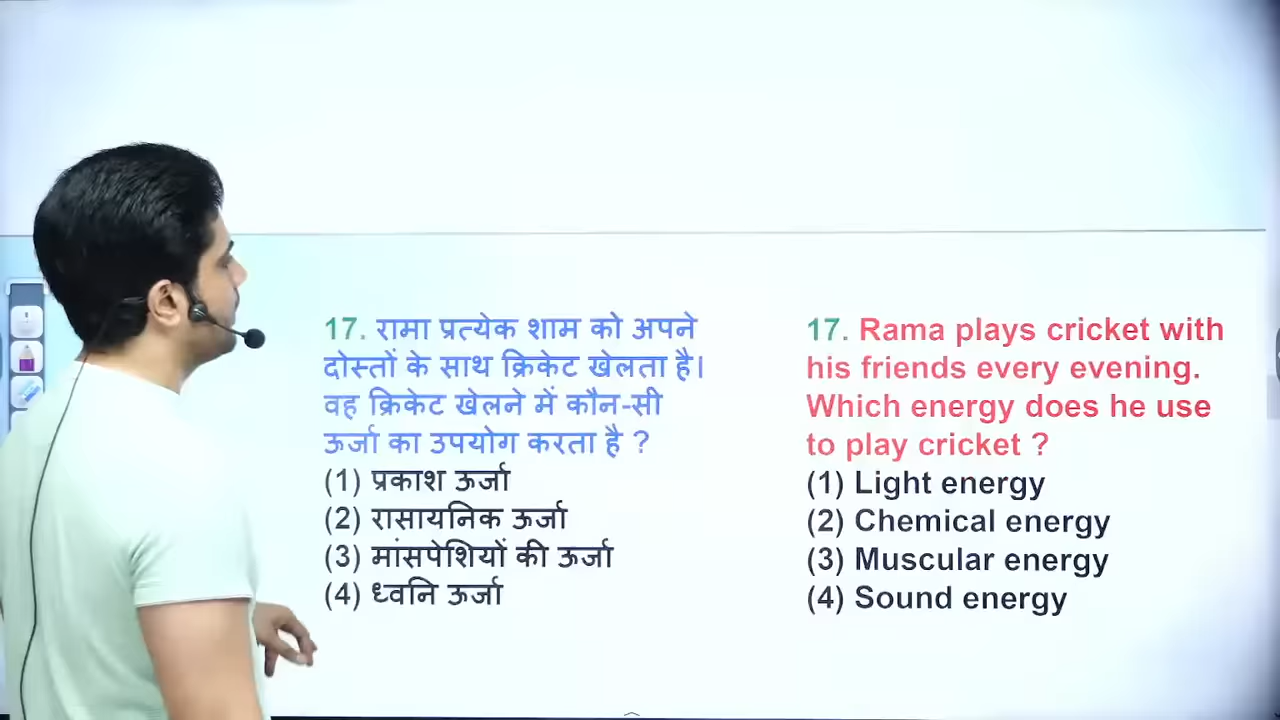 17. रामा प्रत्येक शाम को अपने
दोस्तों के साथ क्रिकेट खेलता है।
वह क्रिकेट खेलने में कौन-सी
ऊर्जा का उपयोग करता है ?
(1) प्रकाश ऊर्जा
(2) रासायनिक ऊर्जा
(3) मांसपेशियों की ऊर्जा
(4) ध्वनि ऊर्जा
17. Rama plays cricket with
his friends every evening.
Which energy does he use
to play cricket ?
(1) Light energy
(2) Chemical energy
(3) Muscular energy
(4) Sound energy